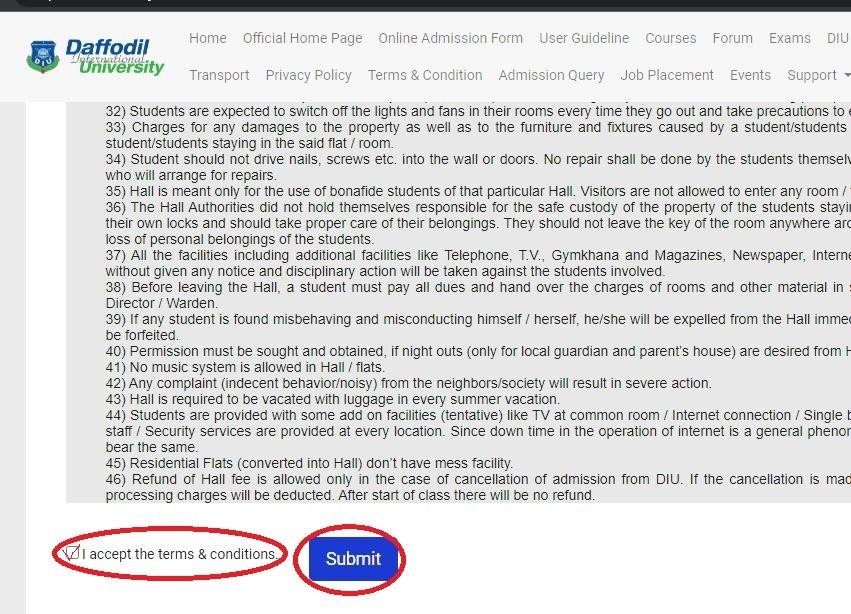 Daffodil
International
University
DIU
Home Official Home Page Online Admission Form User Guideline Courses Forum Exams DIU
Transport Privacy Policy Terms & Condition Admission Query Job Placement Events Support
32) Students are expected to switch off the lights and fans in their rooms every time they go out and take precautions to
33) Charges for any damages to the property as well as to the furniture and fixtures caused by a student/students
student/students staying in the said flat / room.
34) Student should not drive nails, screws etc. into the wall or doors. No repair shall be done by the students
who will arrange for repairs.
35) Hall is meant only for the use of bonafide students of that particular Hall. Visitors are not allowed to enter any room /
36) The Hall Authorities did not hold themselves responsible for the safe custody of the property of the students
their own locks and should take proper care of their belongings. They should not leave the key of the room anywhere
loss of personal belongings of the students.
37) All the facilities including additional facilities like Telephone, T.V., Gymkhana and Magazines, Newspaper,
without given any notice and disciplinary action will be taken against the students involved.
38) Before leaving the Hall, a student must pay all dues and hand over the charges of rooms and other material in
Director / Warden.
39) If any student is found misbehaving and misconducting himself / herself, he/she will be expelled from the Hall
be forfeited.
40) Permission must be sought and obtained, if night outs (only for local guardian and parent's house) are desired from
41) No music system is allowed in Hall / flats.
42) Any complaint (indecent behavior/noisy) from the neighbors/society will result in severe action.
43) Hall is required to be vacated with luggage in every summer vacation.
44) Students are provided with some add on facilities (tentative) like TV at common room / Internet connection / Single
staff / Security services are provided at every location. Since down time in the operation of internet is a general
bear the same.
45) Residential Flats (converted into Hall) don't have mess facility.
46) Refund of Hall fee is allowed only in the case of cancellation of admission from DIU. If the cancellation is
processing charges will be deducted. After start of class there will be no refund.
I accept the terms & conditions.
Submit